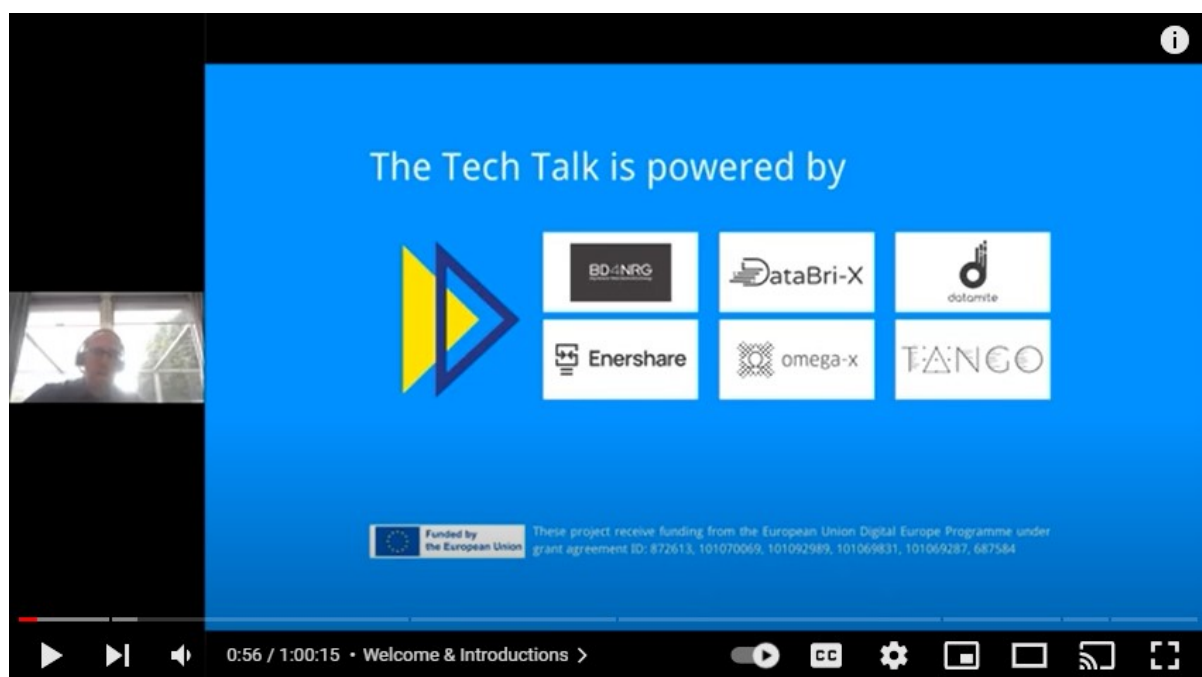 The Tech Talk is powered by
BD4NRG
DataBri-X
datamite
Enershare
omega-x
TANGO
Funded by
the European Union
These project receive funding from the European Union Digital Europe Programme under
grant agreement ID: 872613, 101070069, 101092989, 101069831, 101069287, 687584
0:56 / 1:00:15 • Welcome & Introductions >
CC